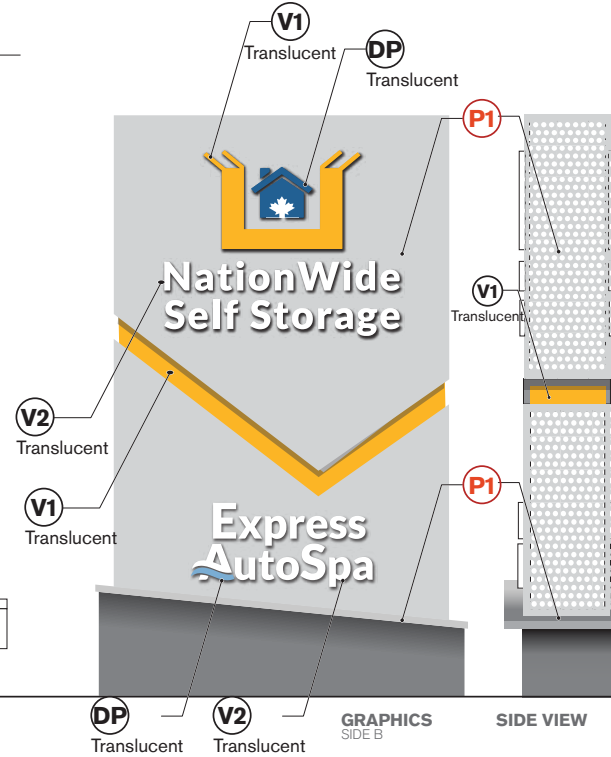 V1
Translucent
DP
Translucent
P1
NationWide
Self Storage
V1
Translucent
V2
Translucent
P1
V1
Translucent
Express
AutoSpa
DP
Translucent
V2
Translucent
GRAPHICS
SIDE B
SIDE VIEW